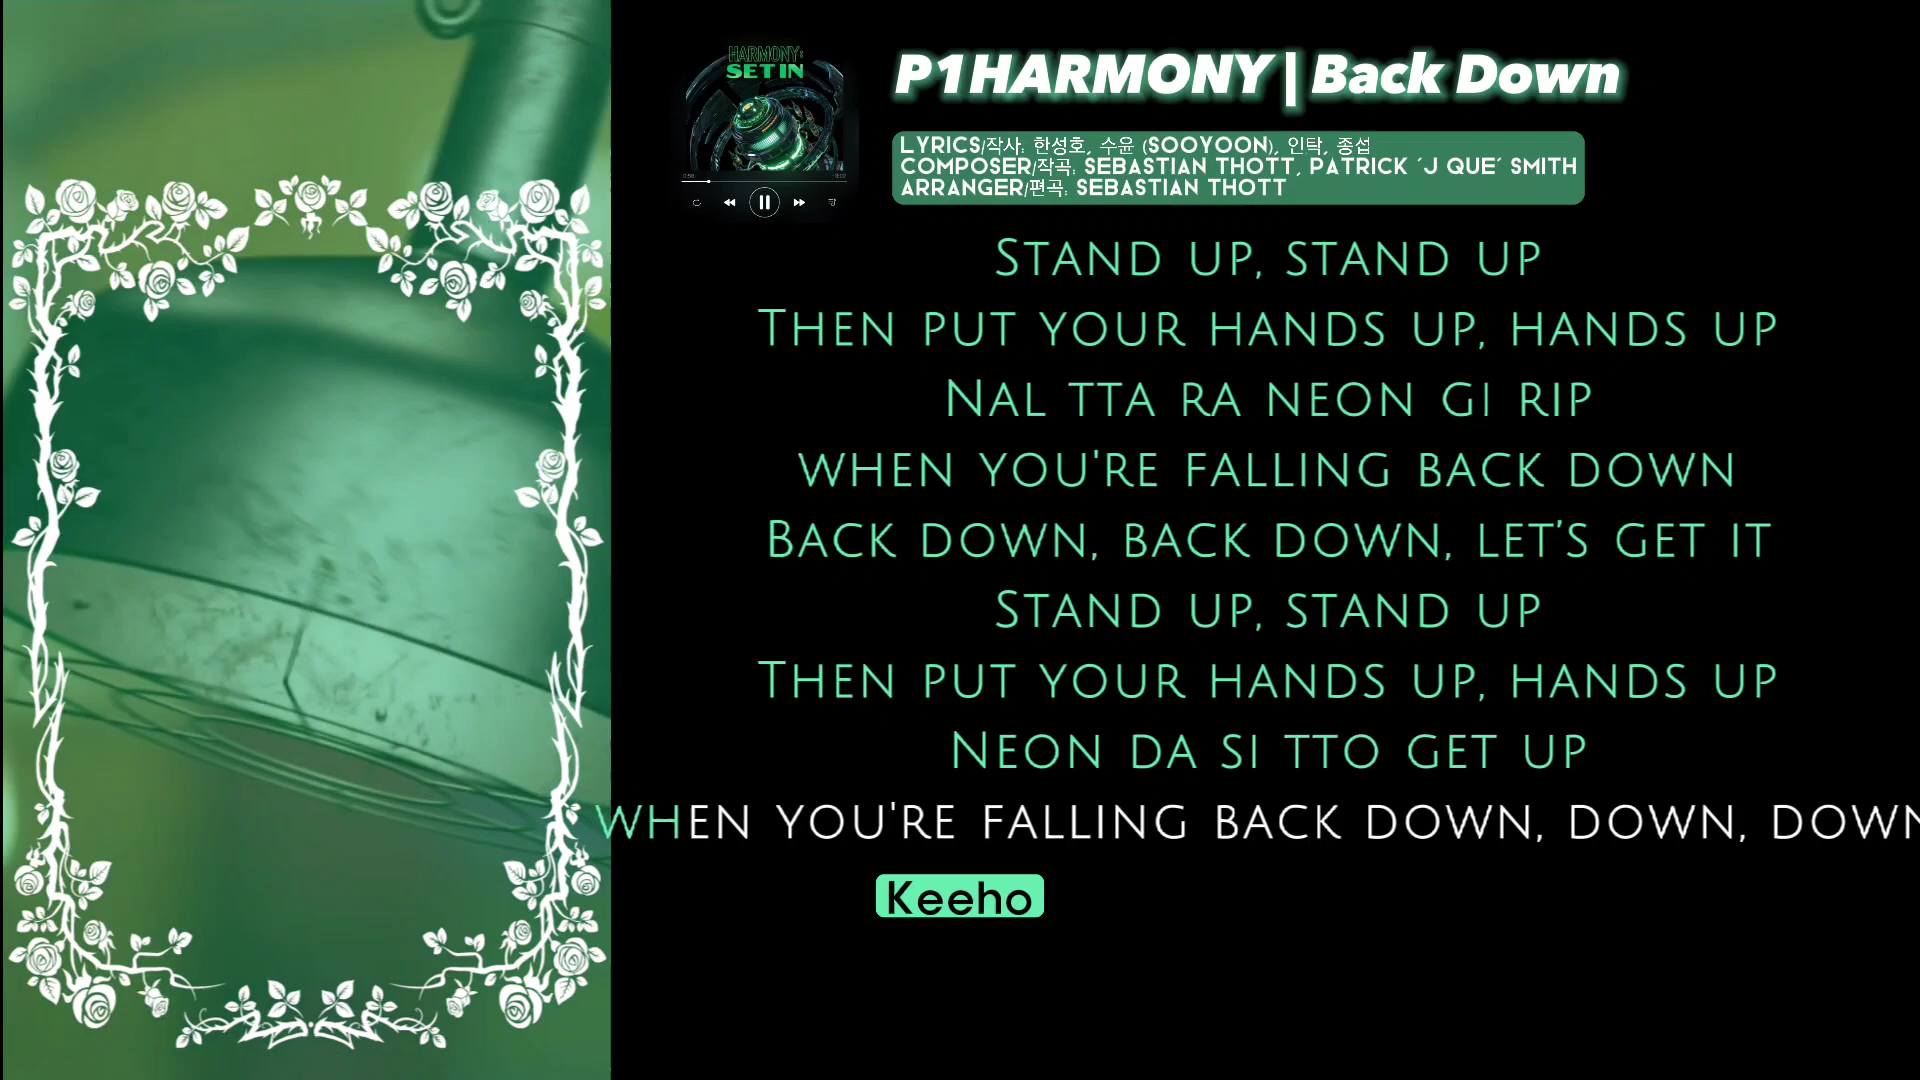 HARMONY:
SET IN
P1HARMONY | Back Down
LYRICS/작사: 한성호, 수윤 (SOOYOON), 인탁, 종섭
COMPOSER/작곡: SEBASTIAN THOTT, PATRICK ´J QUE´ SMITH
ARRANGER/편곡: SEBASTIAN THOTT
STAND UP, STAND UP
THEN PUT YOUR HANDS UP, HANDS UP
NAL TTA RA NEON GI RIP
WHEN YOU'RE FALLING BACK DOWN
BACK DOWN, BACK DOWN, LET’S GET IT
STAND UP, STAND UP
THEN PUT YOUR HANDS UP, HANDS UP
NEON DA SI TTO GET UP
WHEN YOU'RE FALLING BACK DOWN, DOWN, DOWN
Keeho